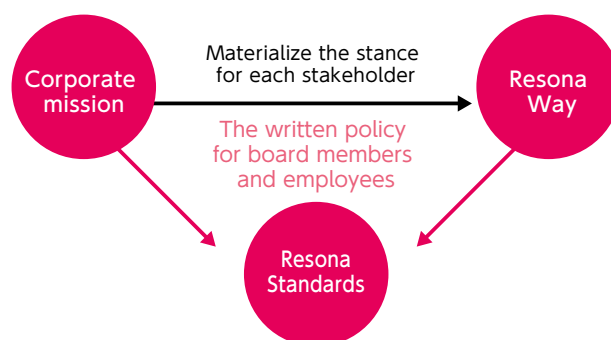 Corporate
mission
Materialize the stance
for each stakeholder
Resona
Way
The written policy
for board members
and employees
Resona
Standards